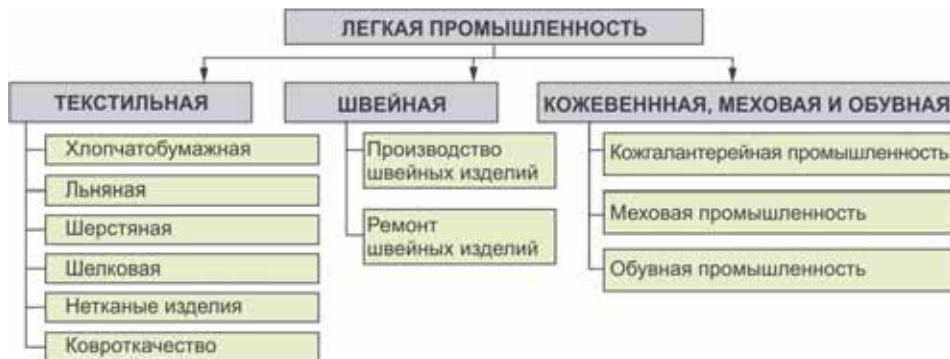 ЛЕГКАЯ ПРОМЫШЛЕННОСТЬ
ТЕКСТИЛЬНАЯ
Хлопчатобумажная
Льняная
Шерстяная
Шелковая
Нетканые изделия
Ковроткачество
ШВЕЙНАЯ
Производство
швейных изделий
Ремонт
швейных изделий
КОЖЕВЕНННАЯ, МЕХОВАЯ И ОБУВНАЯ
Кожгалантерейная промышленность
Меховая промышленность
Обувная промышленность